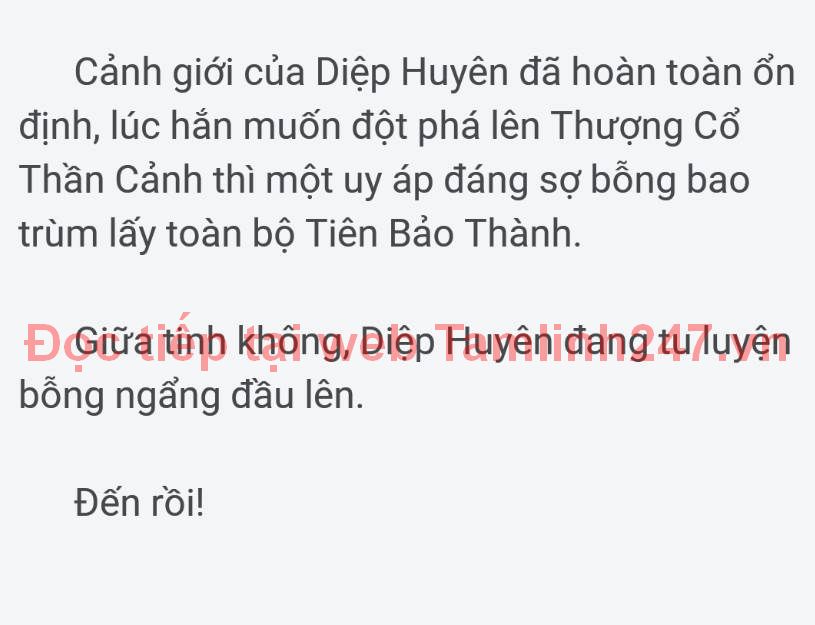 Cảnh giới của Diệp Huyên đã hoàn toàn ổn
định, lúc hắn muốn đột phá lên Thượng Cổ
Thần Cảnh thì một uy áp đáng sợ bỗng bao
trùm lấy toàn bộ Tiên Bảo Thành.
Giữa tinh không, Diệp Huyên đang tu luyện
Đọc tiếp tại web Tamlinh247.vn
bỗng ngẩng đầu lên.
Đến rồi!